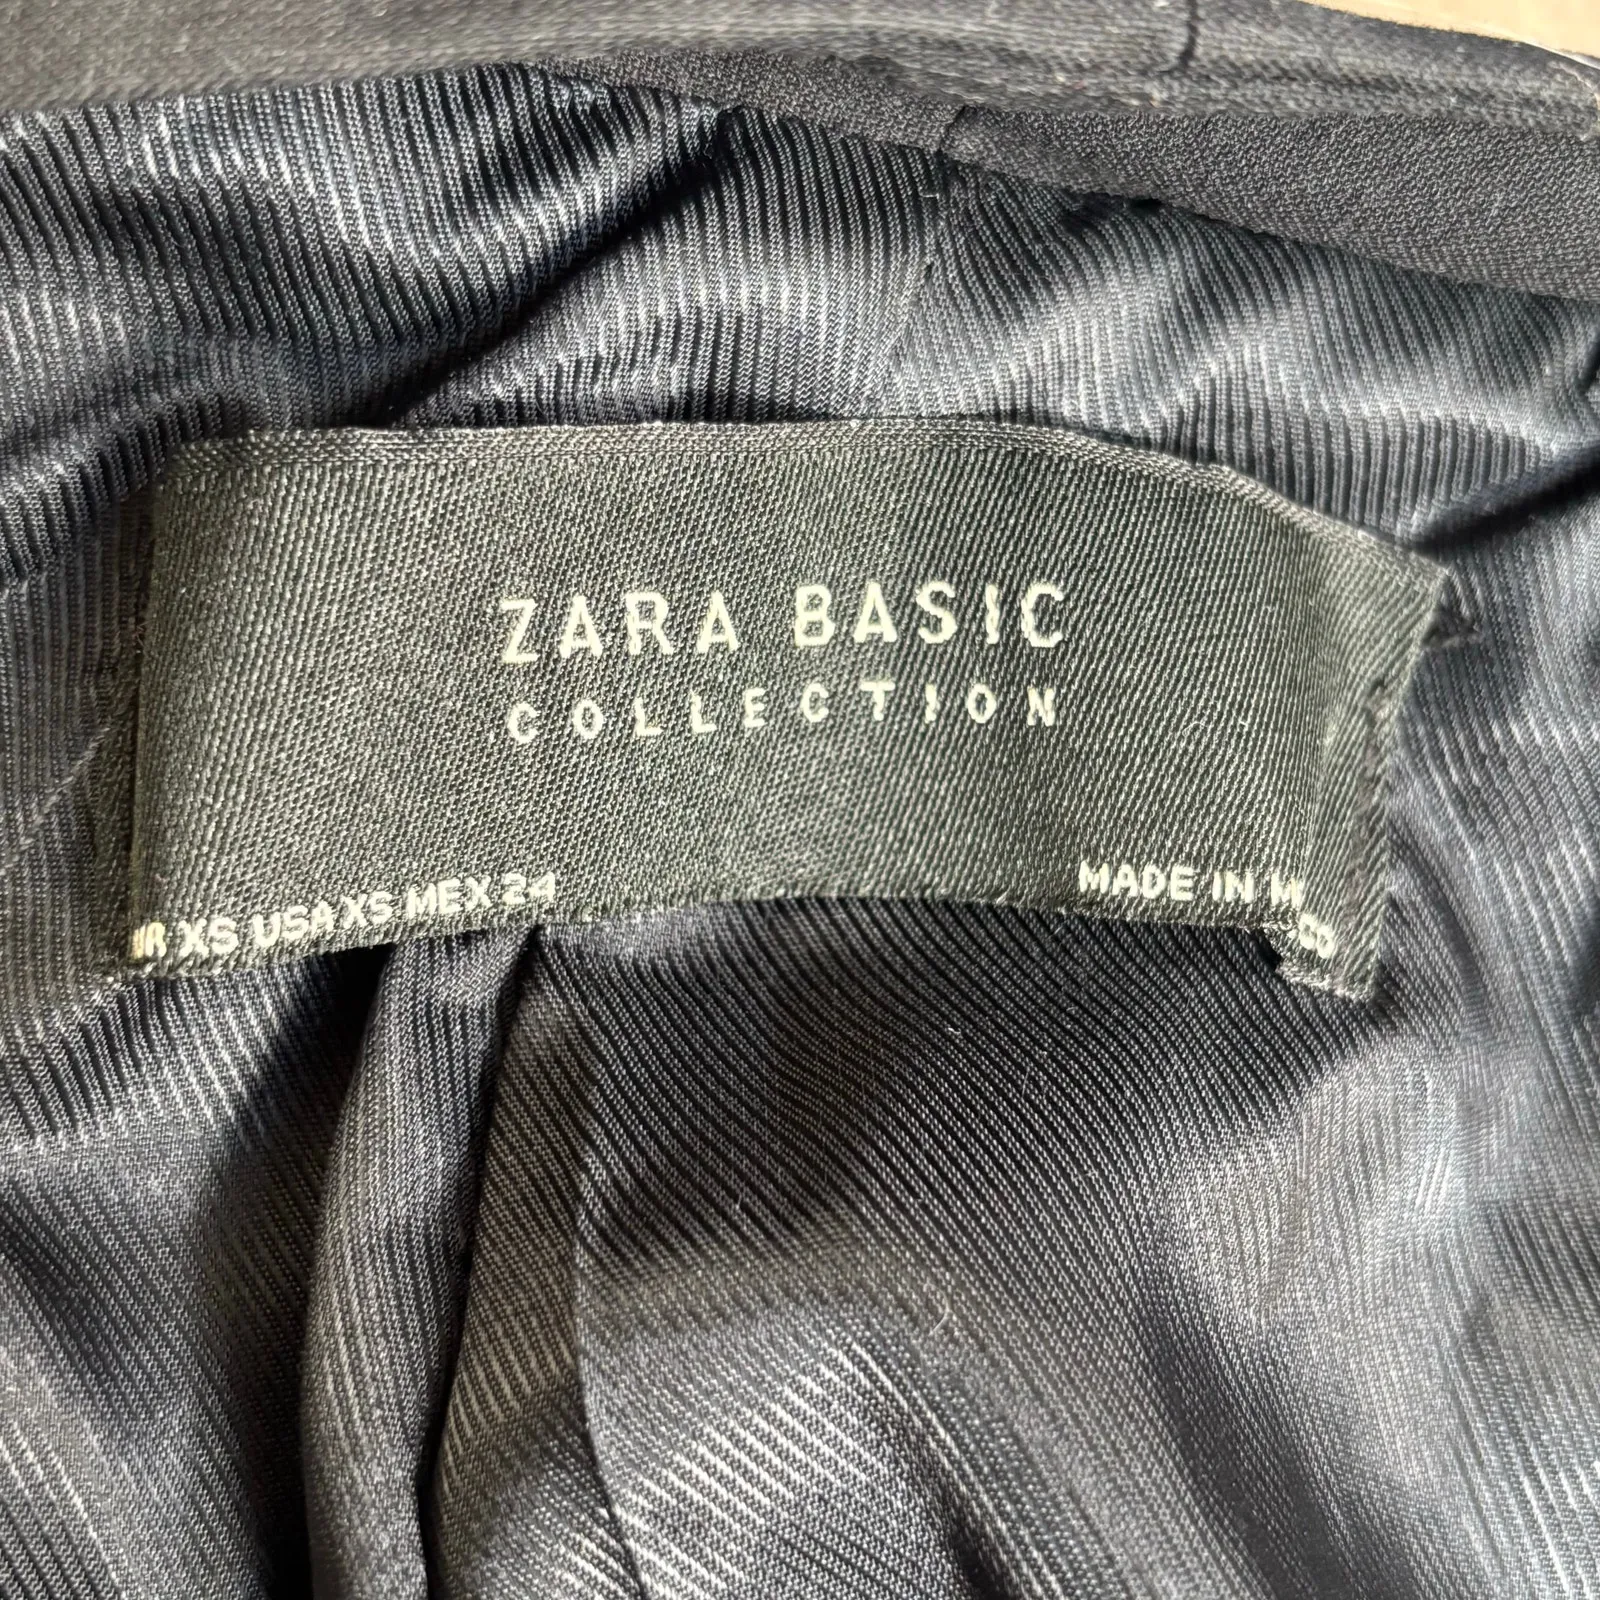 ZARA BASIC
COLLECTION
XS USA XS MEX 24
MADE IN